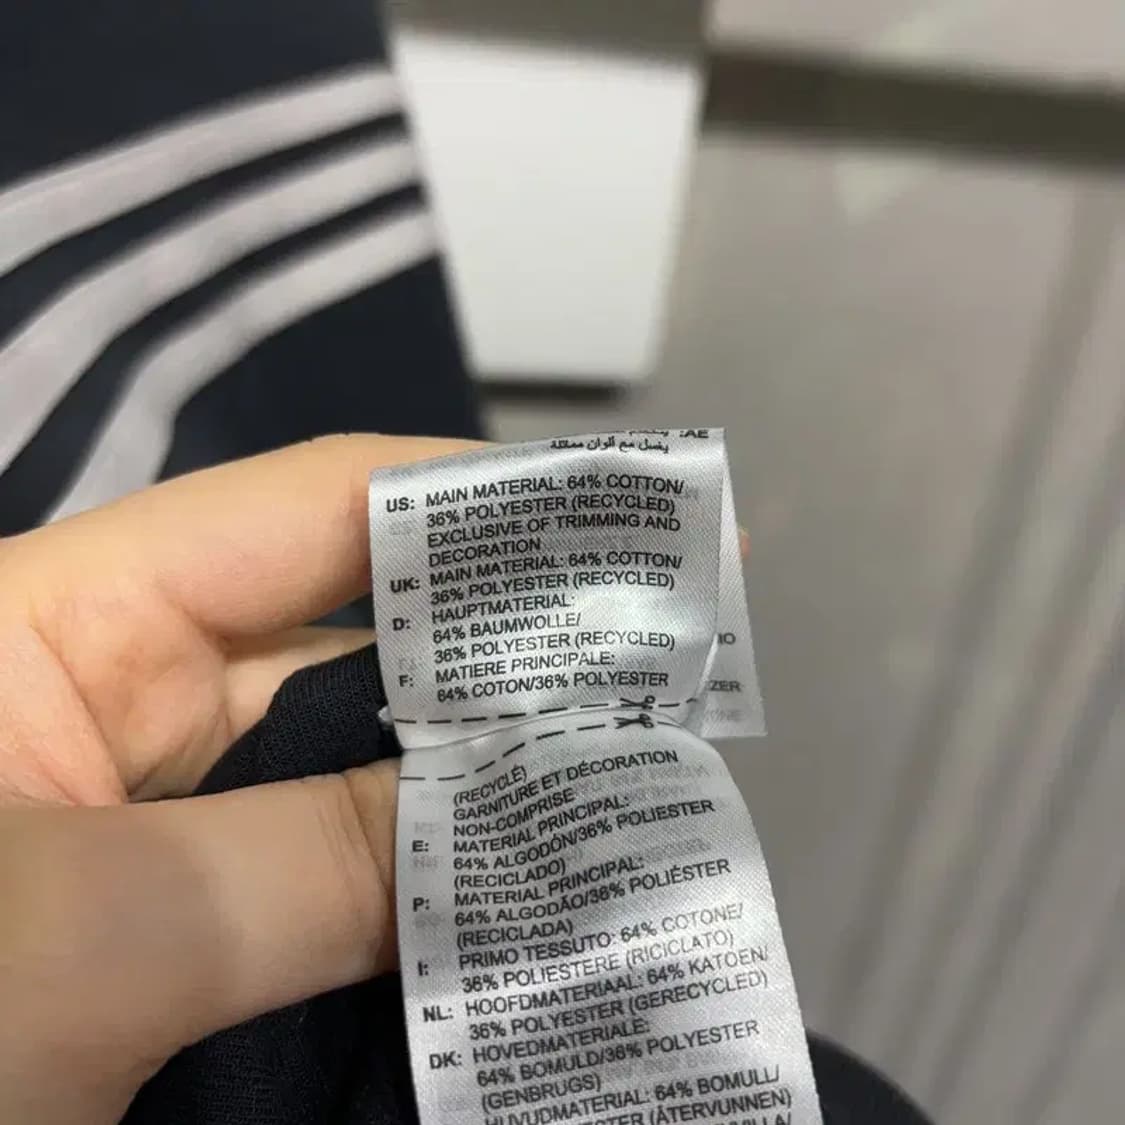 :AE
يغسل مع ألوان مماثلة
US: MAIN MATERIAL: 64% COTTON/
36% POLYESTER (RECYCLED)
EXCLUSIVE OF TRIMMING AND
DECORATION
UK: MAIN MATERIAL: 64% COTTON/
36% POLYESTER (RECYCLED)
D: HAUPTMATERIAL:
64% BAUMWOLLE/
36% POLYESTER (RECYCLED)
F: MATIERE PRINCIPALE:
64% COTON/36% POLYESTER
(RECYCLÉ)
GARNITURE ET DÉCORATION
NON-COMPRISE
E: MATERIAL PRINCIPAL:
64% ALGODÓN/36% POLIESTER
(RECICLADO)
P: MATERIAL PRINCIPAL:
64% ALGODÃO/36% POLIÉSTER
(RECICLADA)
I: PRIMO TESSUTO: 64% COTONE/
36% POLIESTERE (RICICLATO)
NL: HOOFDMATERIAAL: 64% KATOEN/
36% POLYESTER (GERECYCLED)
DK: HOVEDMATERIALE:
64% BOMULD/36% POLYESTER
(GENBRUGS)
HUVUDMATERIAL: 64% BOMULL/
(ÅTERVUNNEN)